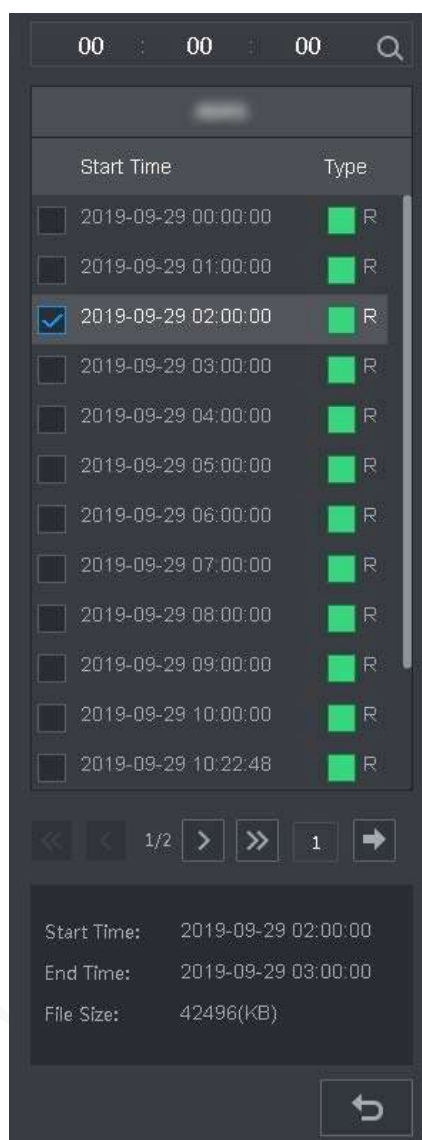 00 : 00 : 00
Start Time Type
2019-09-29 00:00:00 R
2019-09-29 01:00:00 R
2019-09-29 02:00:00 R
2019-09-29 03:00:00 R
2019-09-29 04:00:00 R
2019-09-29 05:00:00 R
2019-09-29 06:00:00 R
2019-09-29 07:00:00 R
2019-09-29 08:00:00 R
2019-09-29 09:00:00 R
2019-09-29 10:00:00 R
2019-09-29 10:22:48 R
1/2 1
Start Time: 2019-09-29 02:00:00
End Time: 2019-09-29 03:00:00
File Size: 42496(KB)